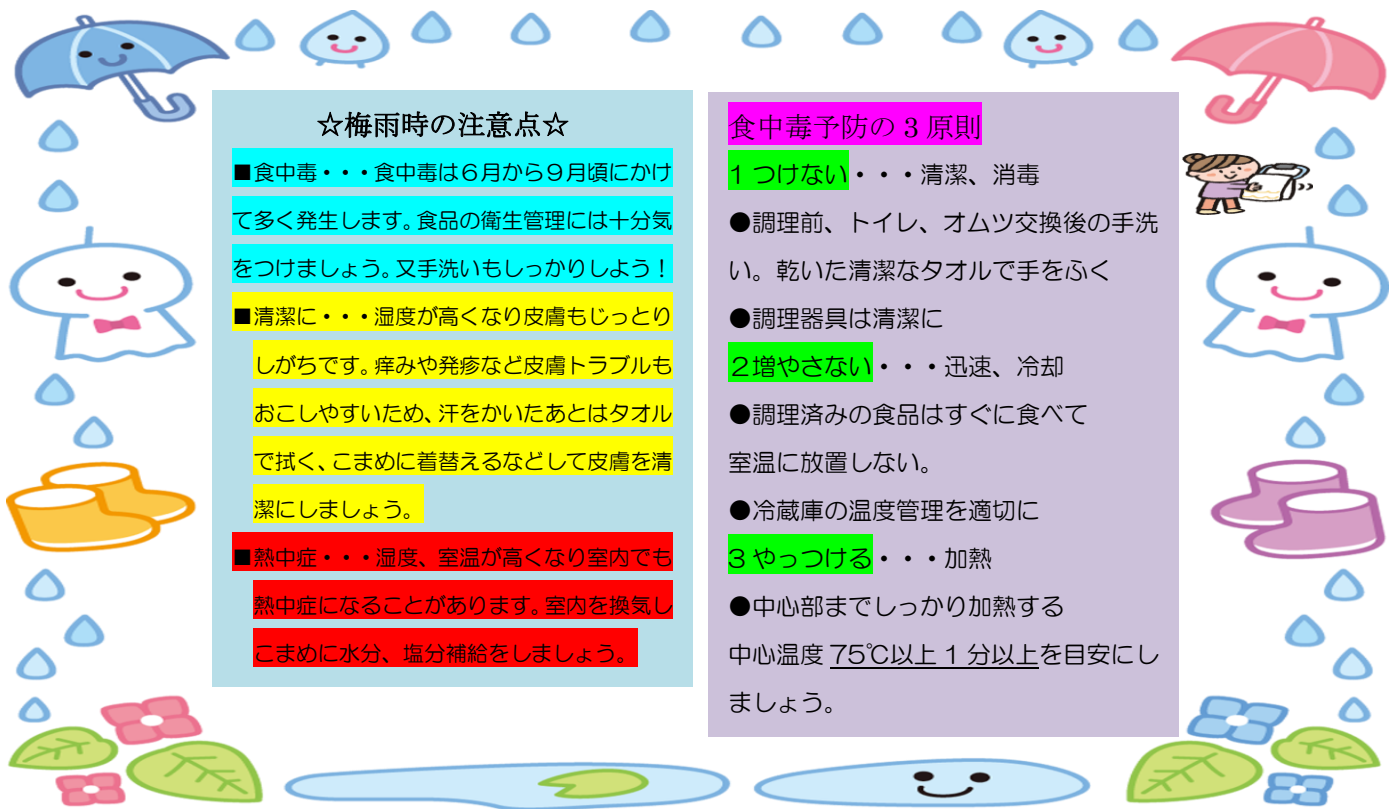 ☆梅雨時の注意点☆
■食中毒・・・食中毒は６月から９月頃にかけ
て多く発生します。食品の衛生管理には十分気
をつけましょう。又手洗いもしっかりしよう！
■清潔に・・・湿度が高くなり皮膚もじっとり
しがちです。痒みや発疹など皮膚トラブルも
おこしやすいため、汗をかいたあとはタオル
で拭く、こまめに着替えるなどして皮膚を清
潔にしましょう。
■熱中症・・・湿度、室温が高くなり室内でも
熱中症になることがあります。室内を換気し
こまめに水分、塩分補給をしましょう。
食中毒予防の 3 原則
1 つけない・・・清潔、消毒
●調理前、トイレ、オムツ交換後の手洗
い。乾いた清潔なタオルで手をふく
●調理器具は清潔に
２増やさない・・・迅速、冷却
●調理済みの食品はすぐに食べて
室温に放置しない。
●冷蔵庫の温度管理を適切に
3 やっつける・・・加熱
●中心部までしっかり加熱する
中心温度 75℃以上 1 分以上を目安にし
ましょう。